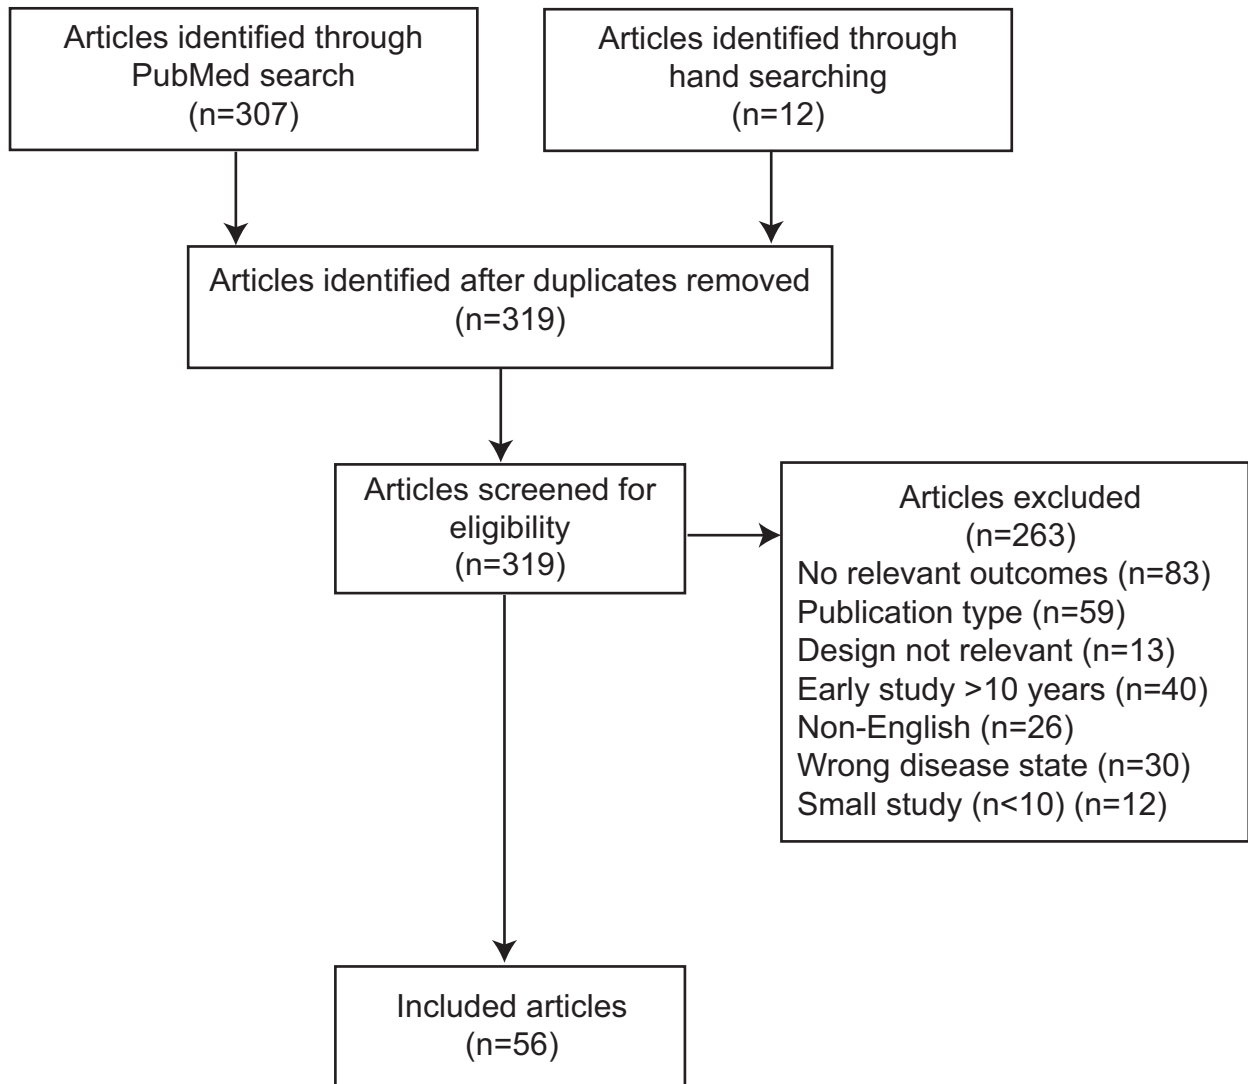 Articles identified through
PubMed search
(n=307)
Articles identified through
hand searching
(n=12)
Articles identified after duplicates removed
(n=319)
Articles screened for
eligibility
(n=319)
Articles excluded
(n=263)
No relevant outcomes (n=83)
Publication type (n=59)
Design not relevant (n=13)
Early study >10 years (n=40)
Non-English (n=26)
Wrong disease state (n=30)
Small study (n<10) (n=12)
Included articles
(n=56)